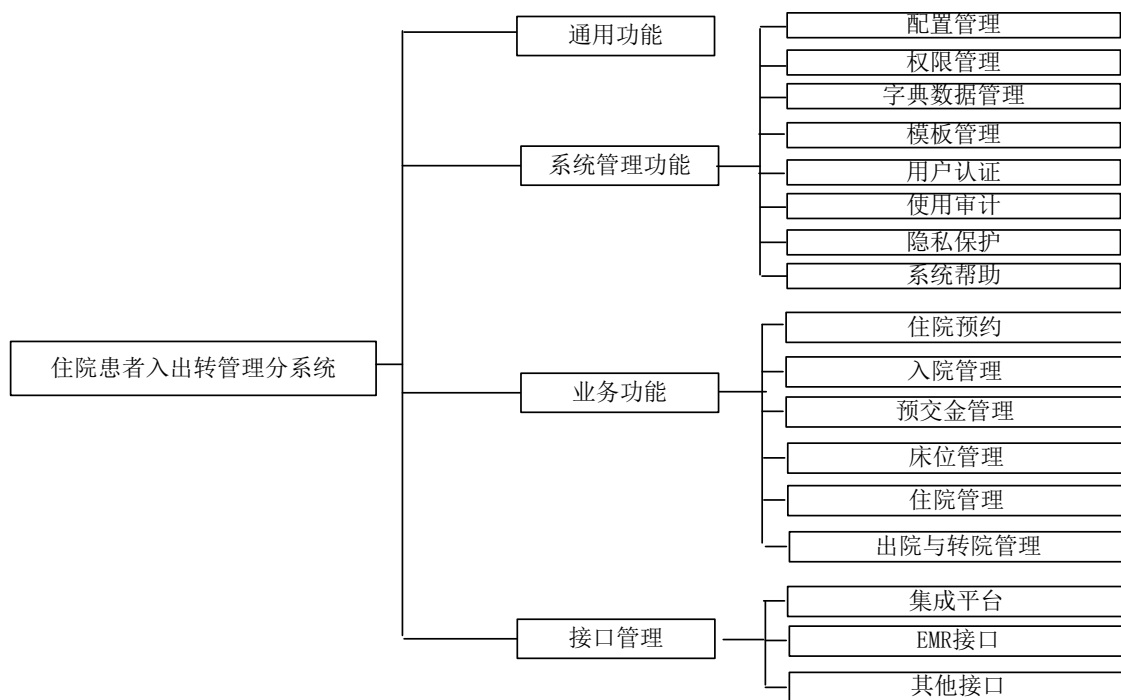 住院患者入出转管理分系统
通用功能
系统管理功能
配置管理
权限管理
字典数据管理
模板管理
用户认证
使用审计
隐私保护
系统帮助
业务功能
住院预约
入院管理
预交金管理
床位管理
住院管理
出院与转院管理
接口管理
集成平台
EMR接口
其他接口